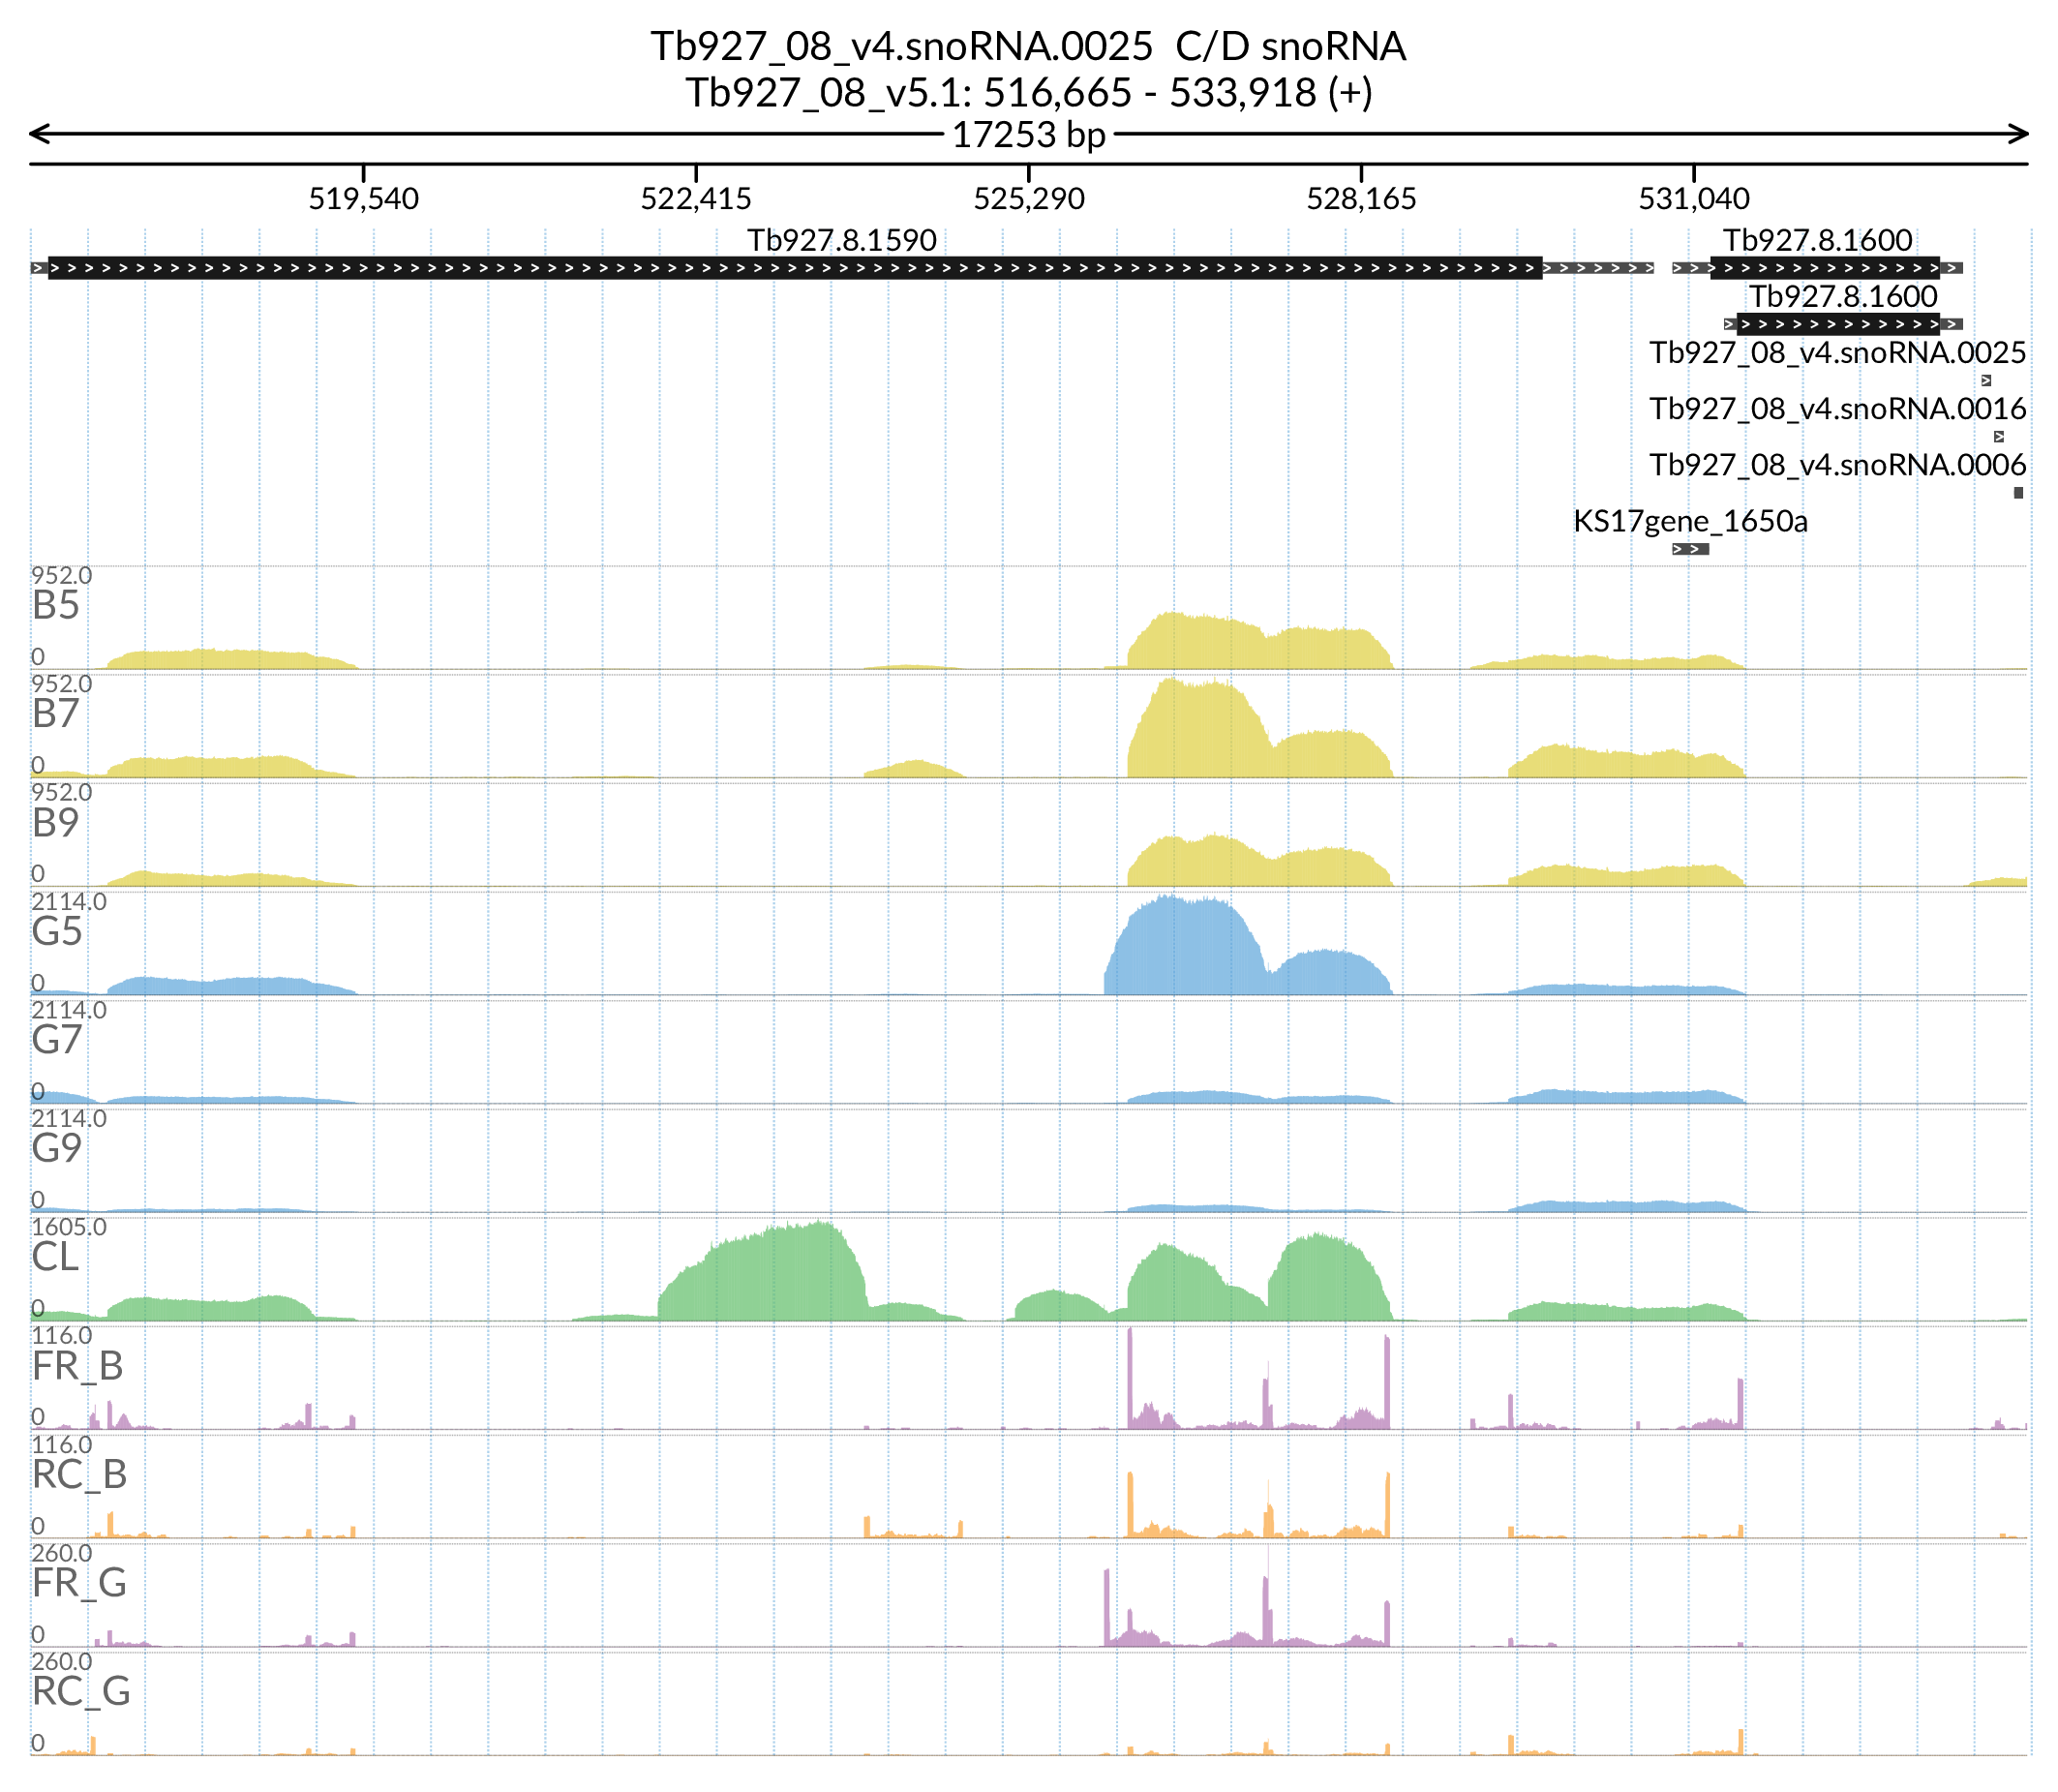 Tb927_08_v4.snoRNA.0025  C/D snoRNA
Tb927_08_v5.1: 516,665 - 533,918 (+)
17253 bp
519,540 522,415 525,290 528,165 531,040
Tb927.8.1590 Tb927.8.1600
Tb927.8.1600
Tb927_08_v4.snoRNA.0025
Tb927_08_v4.snoRNA.0016
Tb927_08_v4.snoRNA.0006
KS17gene_1650a
952.0
B5
0
952.0
B7
0
952.0
B9
0
2114.0
G5
0
2114.0
G7
0
2114.0
G9
0
1605.0
CL
0
116.0
FR_B
0
116.0
RC_B
0
260.0
FR_G
0
260.0
RC_G
0